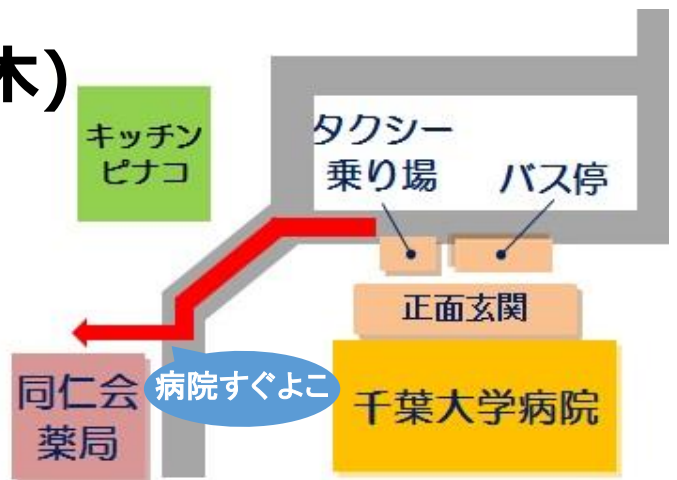 木)
キッチン
ピナコ
タクシー
乗り場
バス停
正面玄関
病院すぐよこ
同仁会
薬局
千葉大学病院